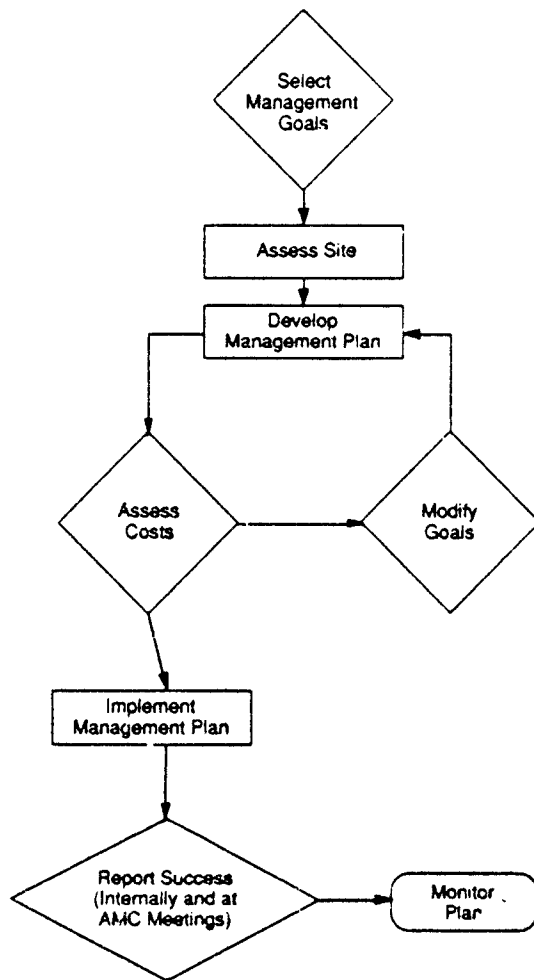 Select
Management
Goals
Assess Site
Develop
Management Plan
Assess
Costs
Modify
Goals
Implement
Management Plan
Report Success
(Internally and at
AMC Meetings)
Monitor
Plan